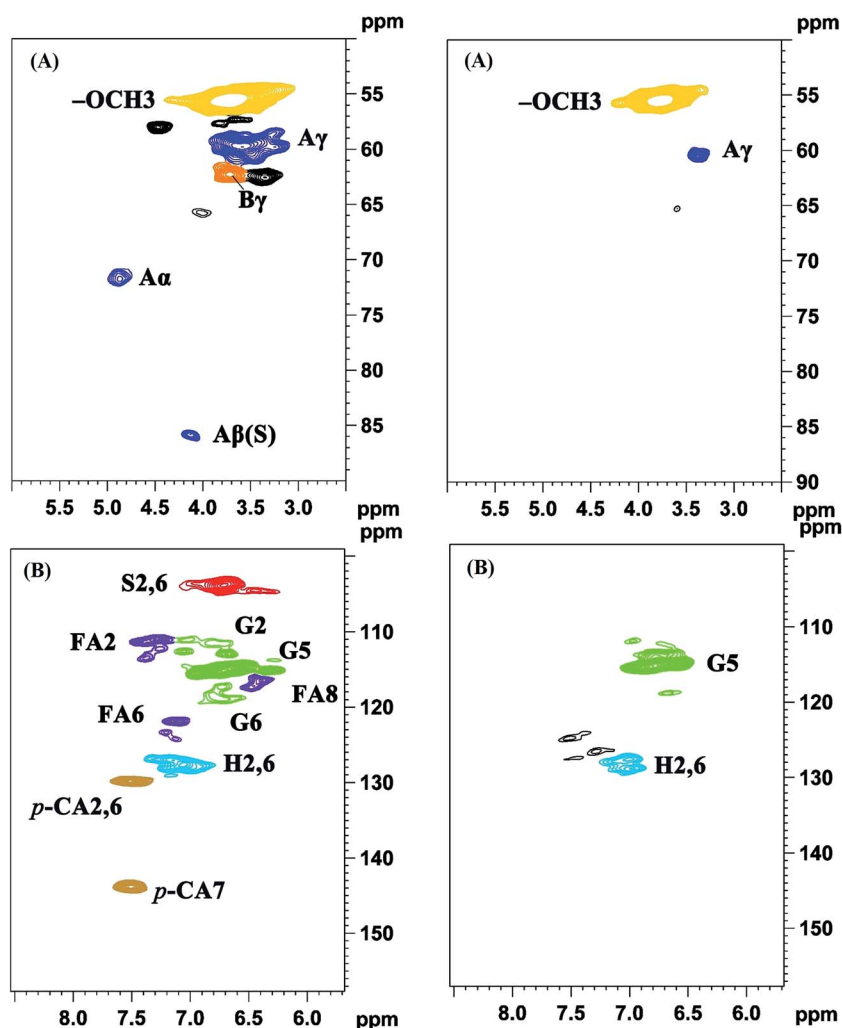 ppm
(A)
–OCH3
Aγ
Bγ
Aα
Aβ(S)
55
60
65
70
75
80
85
5.5 5.0 4.5 4.0 3.5 3.0 ppm
ppm
(A)
–OCH3
Aγ
55
60
65
70
75
80
85
90
5.5 5.0 4.5 4.0 3.5 3.0 ppm
ppm
(B)
S2,6
G2
FA2
G5
FA8
FA6
G6
H2,6
p-CA2,6
p-CA7
110
120
130
140
150
8.0 7.5 7.0 6.5 6.0 ppm
ppm
(B)
G5
H2,6
110
120
130
140
150
8.0 7.5 7.0 6.5 6.0 ppm